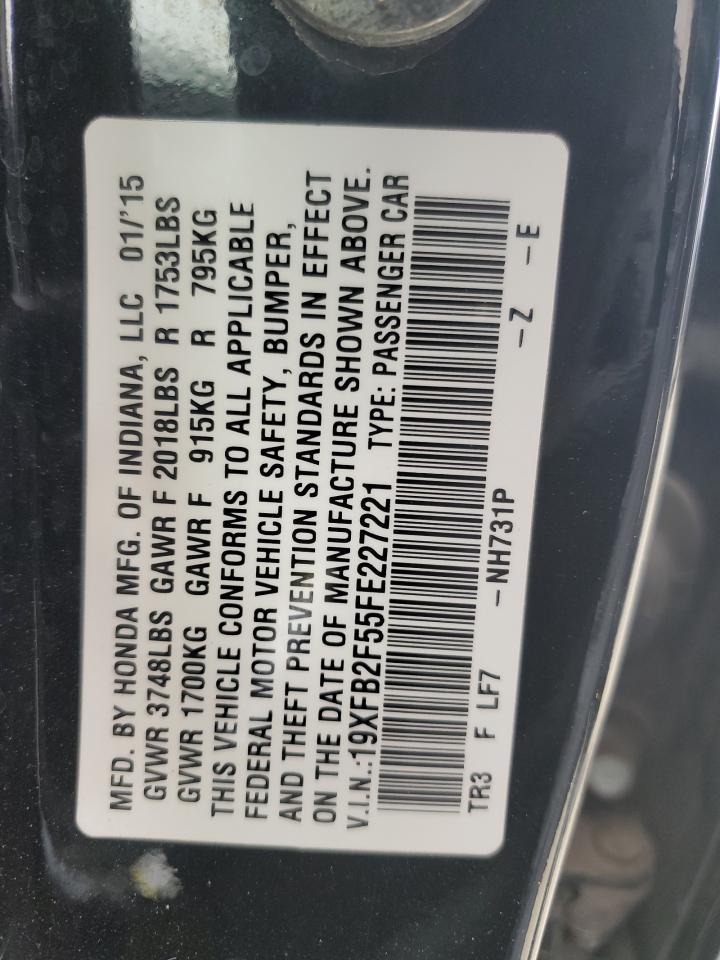 MFD. BY HONDA MFG. OF INDIANA, LLC 01/'15
GVWR 3748LBS GAWR F 2018LBS R 1753LBS
GVWR 1700KG GAWR F 915KG R 795KG
THIS VEHICLE CONFORMS TO ALL APPLICABLE
FEDERAL MOTOR VEHICLE SAFETY, BUMPER,
AND THEFT PREVENTION STANDARDS IN EFFECT
ON THE DATE OF MANUFACTURE SHOWN ABOVE.
V.I.N.:19XFB2F55FE227221 TYPE: PASSENGER CAR
TR3 F LF7 -NH731P -Z -E